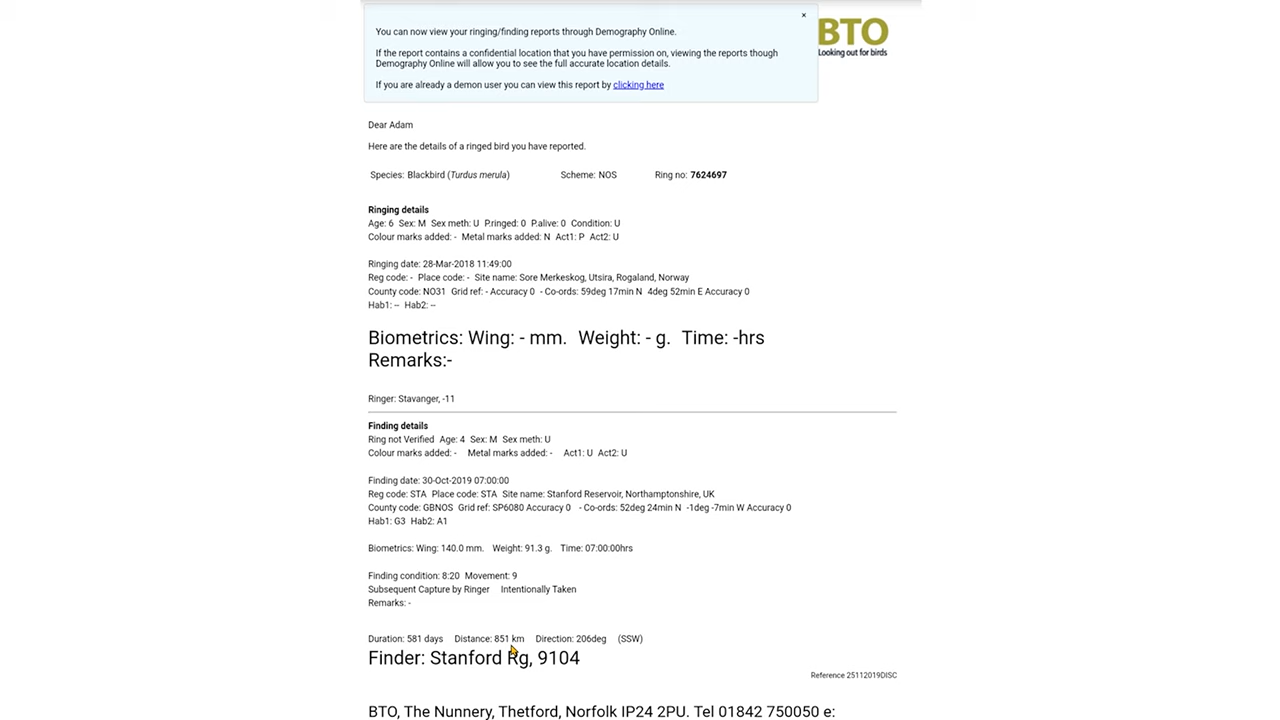 ×
You can now view your ringing/finding reports through Demography Online.
If the report contains a confidential location that you have permission on, viewing the reports though
Demography Online will allow you to see the full accurate location details.
If you are already a demon user you can view this report by clicking here
BTO
Looking out for birds
Dear Adam
Here are the details of a ringed bird you have reported.
Species: Blackbird (Turdus merula) Scheme: NOS Ring no: 7624697
Ringing details
Age: 6 Sex: M Sex meth: U P.ringed: 0 P.alive: 0 Condition: U
Colour marks added: - Metal marks added: N Act1: P Act2: U
Ringing date: 28-Mar-2018 11:49:00
Reg code: - Place code: - Site name: Sore Merkeskog, Utsira, Rogaland, Norway
County code: NO31 Grid ref: - Accuracy 0 - Co-ords: 59deg 17min N 4deg 52min E Accuracy 0
Hab1: -- Hab2: --
Biometrics: Wing: - mm. Weight: - g. Time: -hrs
Remarks:-
Ringer: Stavanger, -11
Finding details
Ring not Verified Age: 4 Sex: M Sex meth: U
Colour marks added: - Metal marks added: - Act1: U Act2: U
Finding date: 30-Oct-2019 07:00:00
Reg code: STA Place code: STA Site name: Stanford Reservoir, Northamptonshire, UK
County code: GBNOS Grid ref: SP6080 Accuracy 0 - Co-ords: 52deg 24min N -1deg -7min W Accuracy 0
Hab1: G3 Hab2: A1
Biometrics: Wing: 140.0 mm. Weight: 91.3 g. Time: 07:00:00hrs
Finding condition: 8:20 Movement: 9
Subsequent Capture by Ringer Intentionally Taken
Remarks: -
Duration: 581 days Distance: 851 km Direction: 206deg (SSW)
Finder: Stanford Rg, 9104
Reference 25112019DISC
BTO, The Nunnery, Thetford, Norfolk IP24 2PU. Tel 01842 750050 e: